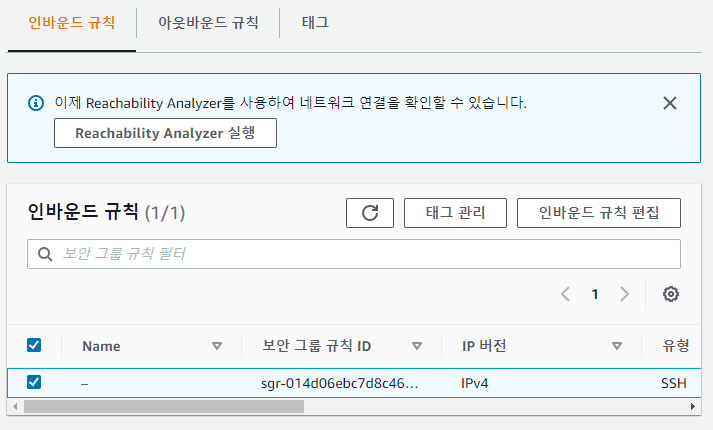 인바운드 규칙 아웃바운드 규칙 태그
이제 Reachability Analyzer를 사용하여 네트워크 연결을 확인할 수 있습니다.
Reachability Analyzer 실행
인바운드 규칙 (1/1) 태그 관리 인바운드 규칙 편집
보안 그룹 규칙 필터
1
Name 보안 그룹 규칙 ID IP 버전 유형
– sgr-014d06ebc7d8c46... IPv4 SSH